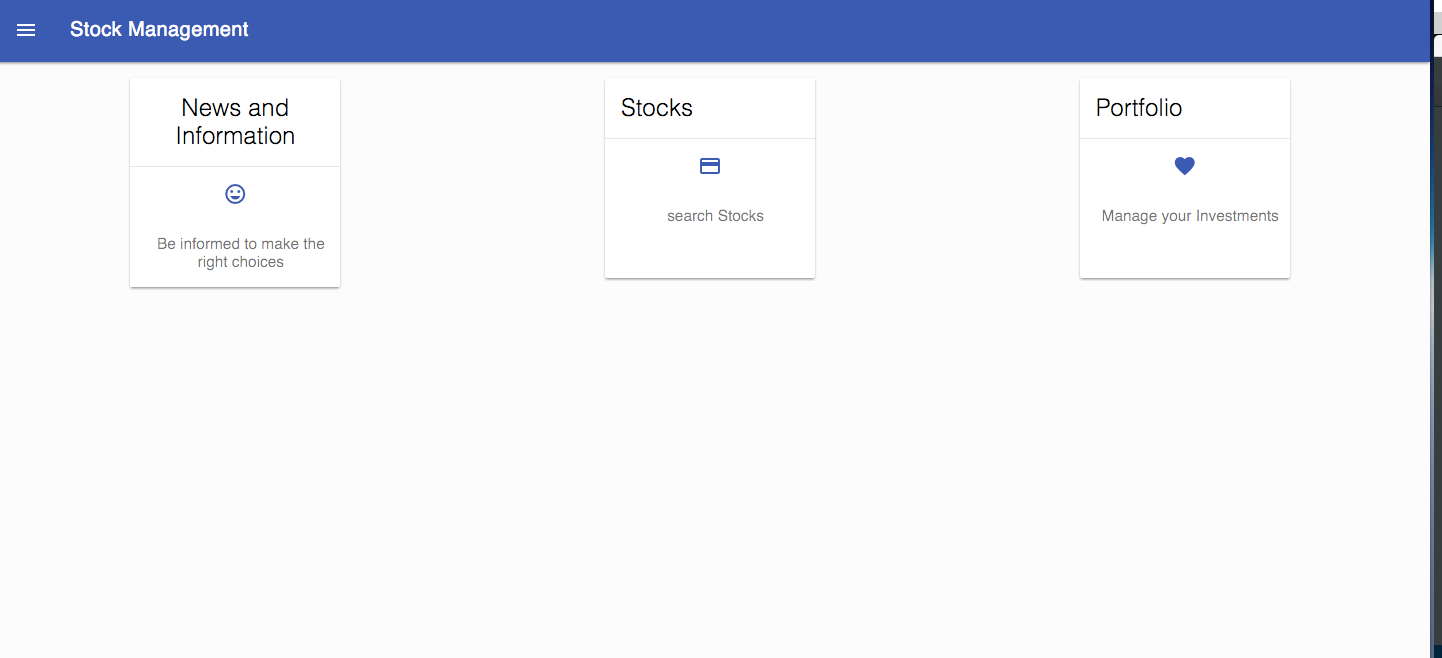 Stock Management
News and
Information
Be informed to make the
right choices
Stocks
search Stocks
Portfolio
Manage your Investments